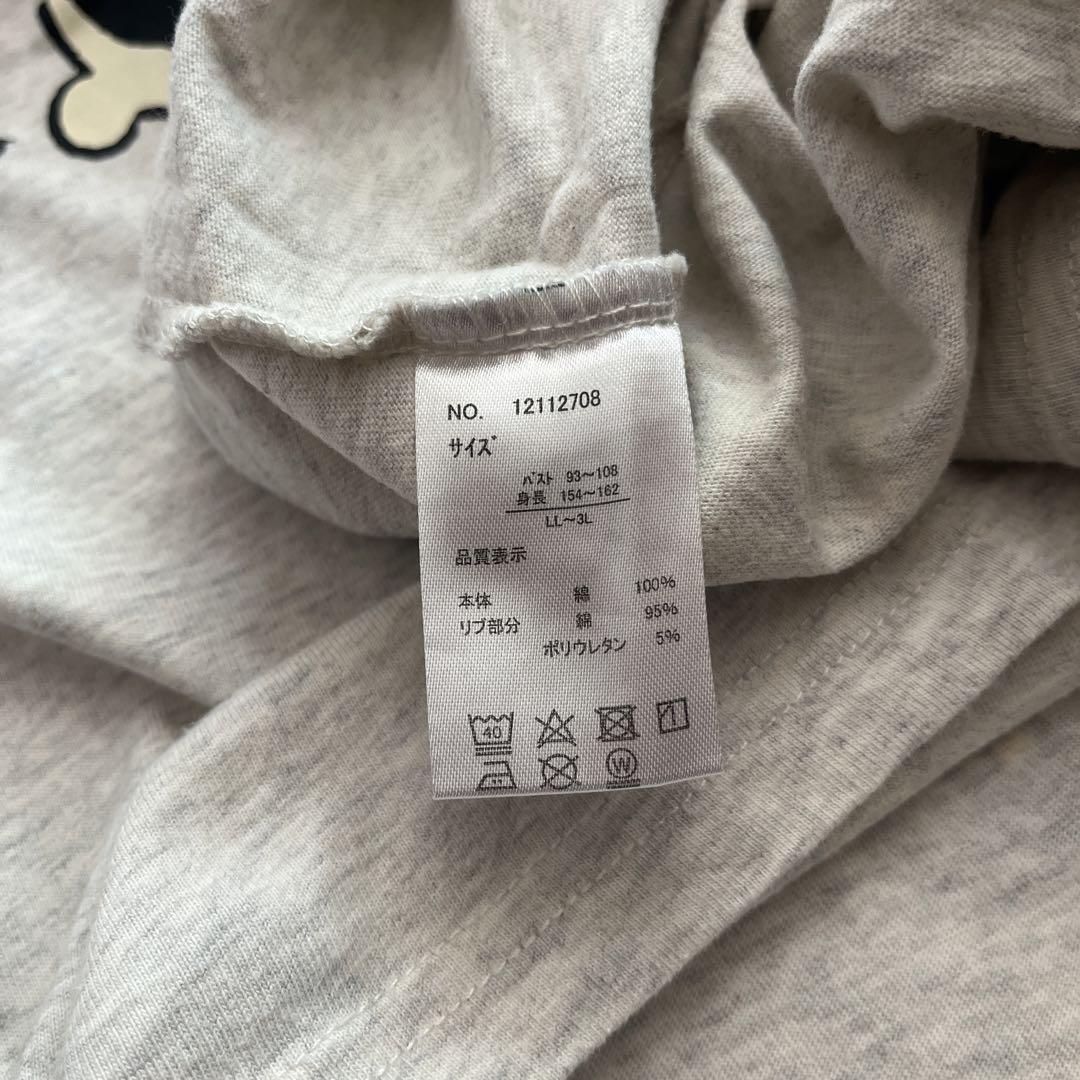 NO. 12112708
サイズ
バスト 93～108
身長 154～162
LL～3L
品質表示
本体 綿 100%
リブ部分 綿 95%
ポリウレタン 5%
40
W